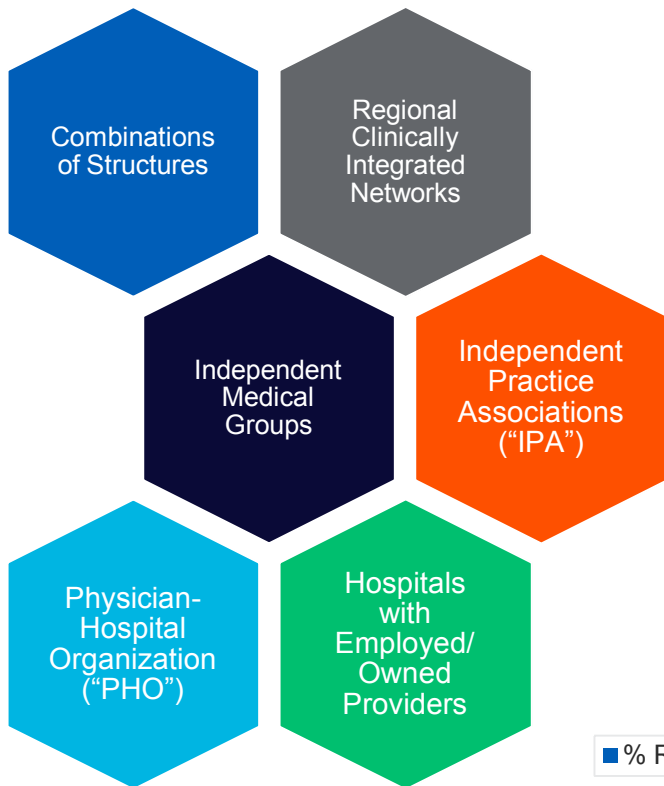 Combinations
of Structures
Regional
Clinically
Integrated
Networks
Independent
Medical
Groups
Independent
Practice
Associations
(“IPA”)
Physician-
Hospital
Organization
(“PHO”)
Hospitals
with
Employed/
Owned
Providers
%